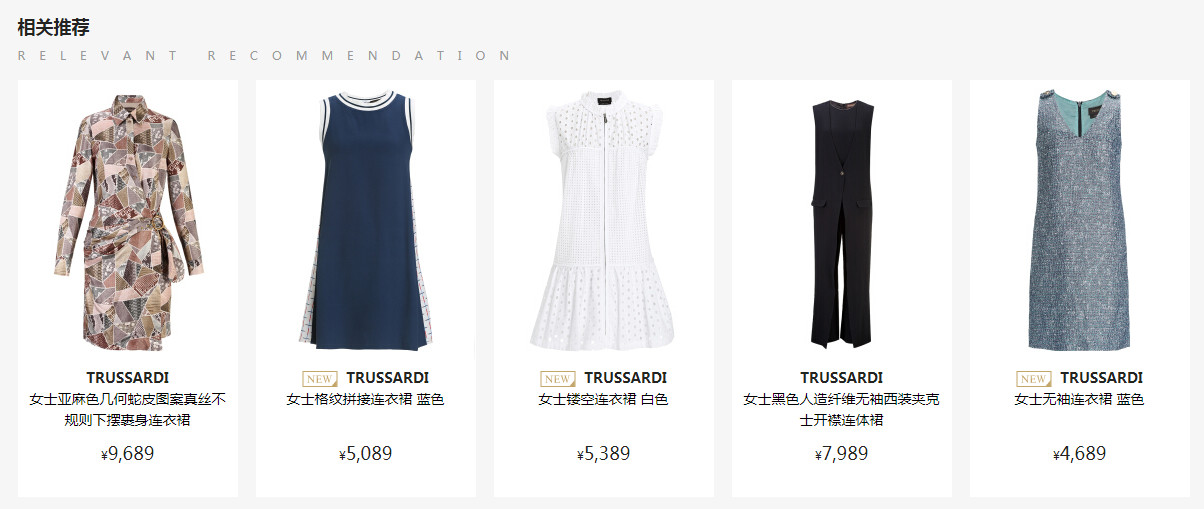 相关推荐
RELEVANT RECOMMENDATION
TRUSSARDI
女士亚麻色几何蛇皮图案真丝不
规则下摆裹身连衣裙
¥9,689
NEW TRUSSARDI
女士格纹拼接连衣裙 蓝色
¥5,089
NEW TRUSSARDI
女士镂空连衣裙 白色
¥5,389
TRUSSARDI
女士黑色人造纤维无袖西装夹克
士开襟连体裙
¥7,989
NEW TRUSSARDI
女士无袖连衣裙 蓝色
¥4,689